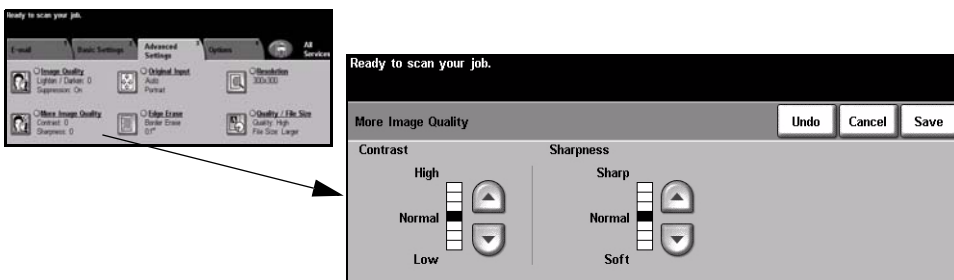 Ready to scan your job.
E-mail
Basic Settings
Advanced Settings
Options
All Services
Image Quality
Lighten / Darken: 0
Suppression: On
Original Input
Auto
Portrait
Resolution
300x300
More Image Quality
Contrast: 0
Sharpness: 0
Edge Erase
Border Erase
0.1"
Quality / File Size
Quality: High
File Size: Larger
Ready to scan your job.
More Image Quality
Undo
Cancel
Save
Contrast
Sharpness
High
Sharp
Normal
Normal
Low
Soft